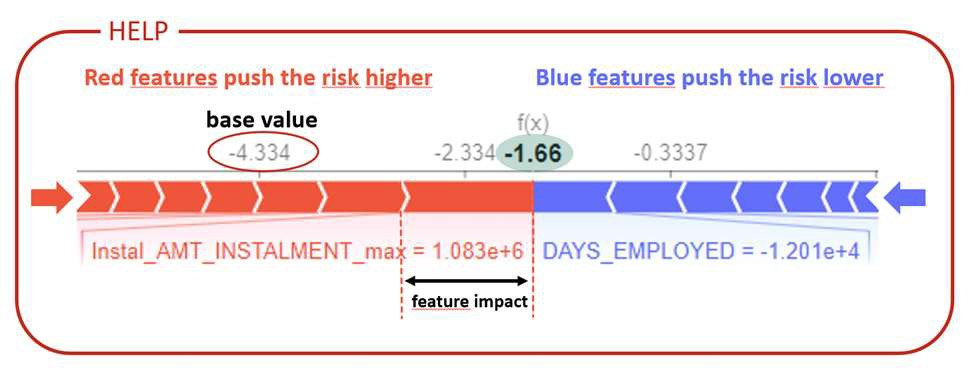 HELP
Red features push the risk higher
Blue features push the risk lower
base value
f(x)
-4.334
-2.334
-1.66
-0.3337
Instal_AMT_INSTALMENT_max = 1.083e+6
DAYS_EMPLOYED = -1.201e+4
feature impact